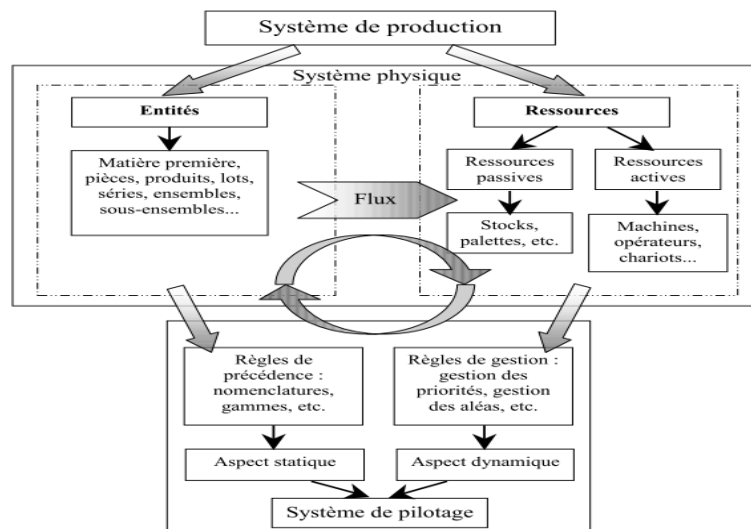 Système de production
Système physique
Entités
Matière première,
pièces, produits, lots,
séries, ensembles,
sous-ensembles...
Flux
Ressources
Ressources
passives
Stocks,
palettes, etc.
Ressources
actives
Machines,
opérateurs,
chariots...
Règles de
précédence :
nomenclatures,
gammes, etc.
Aspect statique
Règles de gestion :
gestion des
priorités, gestion
des aléas, etc.
Aspect dynamique
Système de pilotage